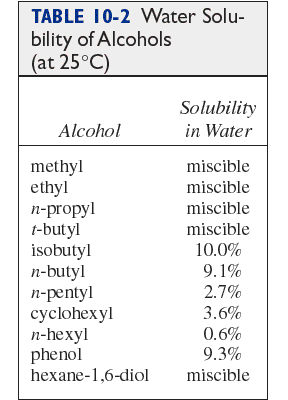 TABLE 10-2 Water Solu-
bility of Alcohols
(at 25°C)
Solubility
Alcohol in Water
methyl miscible
ethyl miscible
n-propyl miscible
t-butyl miscible
isobutyl 10.0%
n-butyl 9.1%
n-pentyl 2.7%
cyclohexyl 3.6%
n-hexyl 0.6%
phenol 9.3%
hexane-1,6-diol miscible